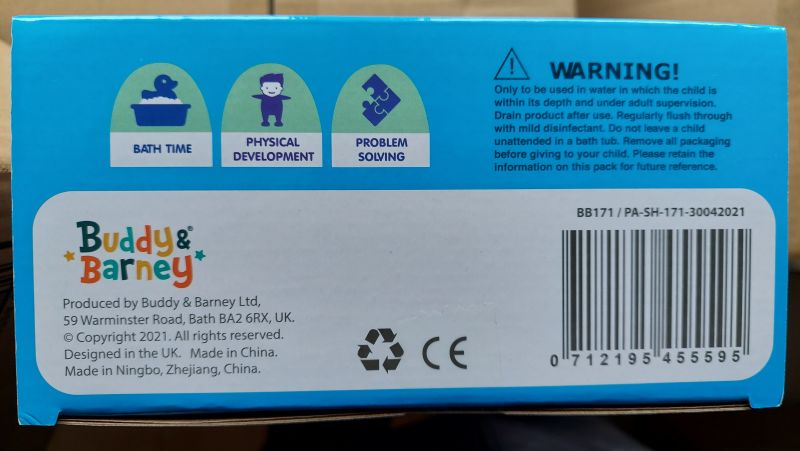 BATH TIME
PHYSICAL
DEVELOPMENT
PROBLEM
SOLVING
WARNING!
Only to be used in water in which the child is
within its depth and under adult supervision.
Drain product after use. Regularly flush through
with mild disinfectant. Do not leave a child
unattended in a bath tub. Remove all packaging
before giving to your child. Please retain the
information on this pack for future reference.
Buddy&®
Barney
Produced by Buddy & Barney Ltd,
59 Warminster Road, Bath BA2 6RX, UK.
© Copyright 2021. All rights reserved.
Designed in the UK. Made in China.
Made in Ningbo, Zhejiang, China.
CE
BB171 / PA-SH-171-30042021
0 712195 455595